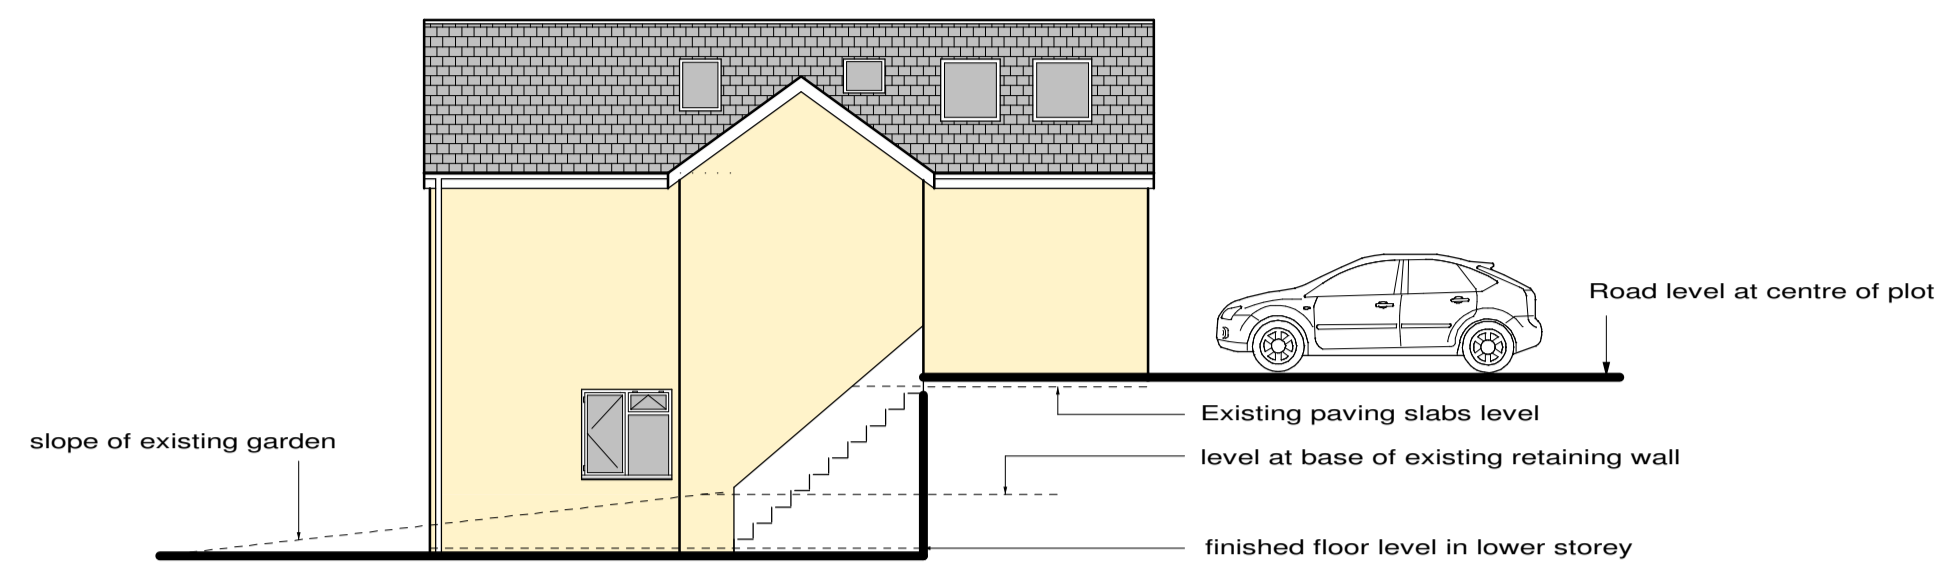 Road level at centre of plot
Existing paving slabs level
slope of existing garden
level at base of existing retaining wall
finished floor level in lower storey